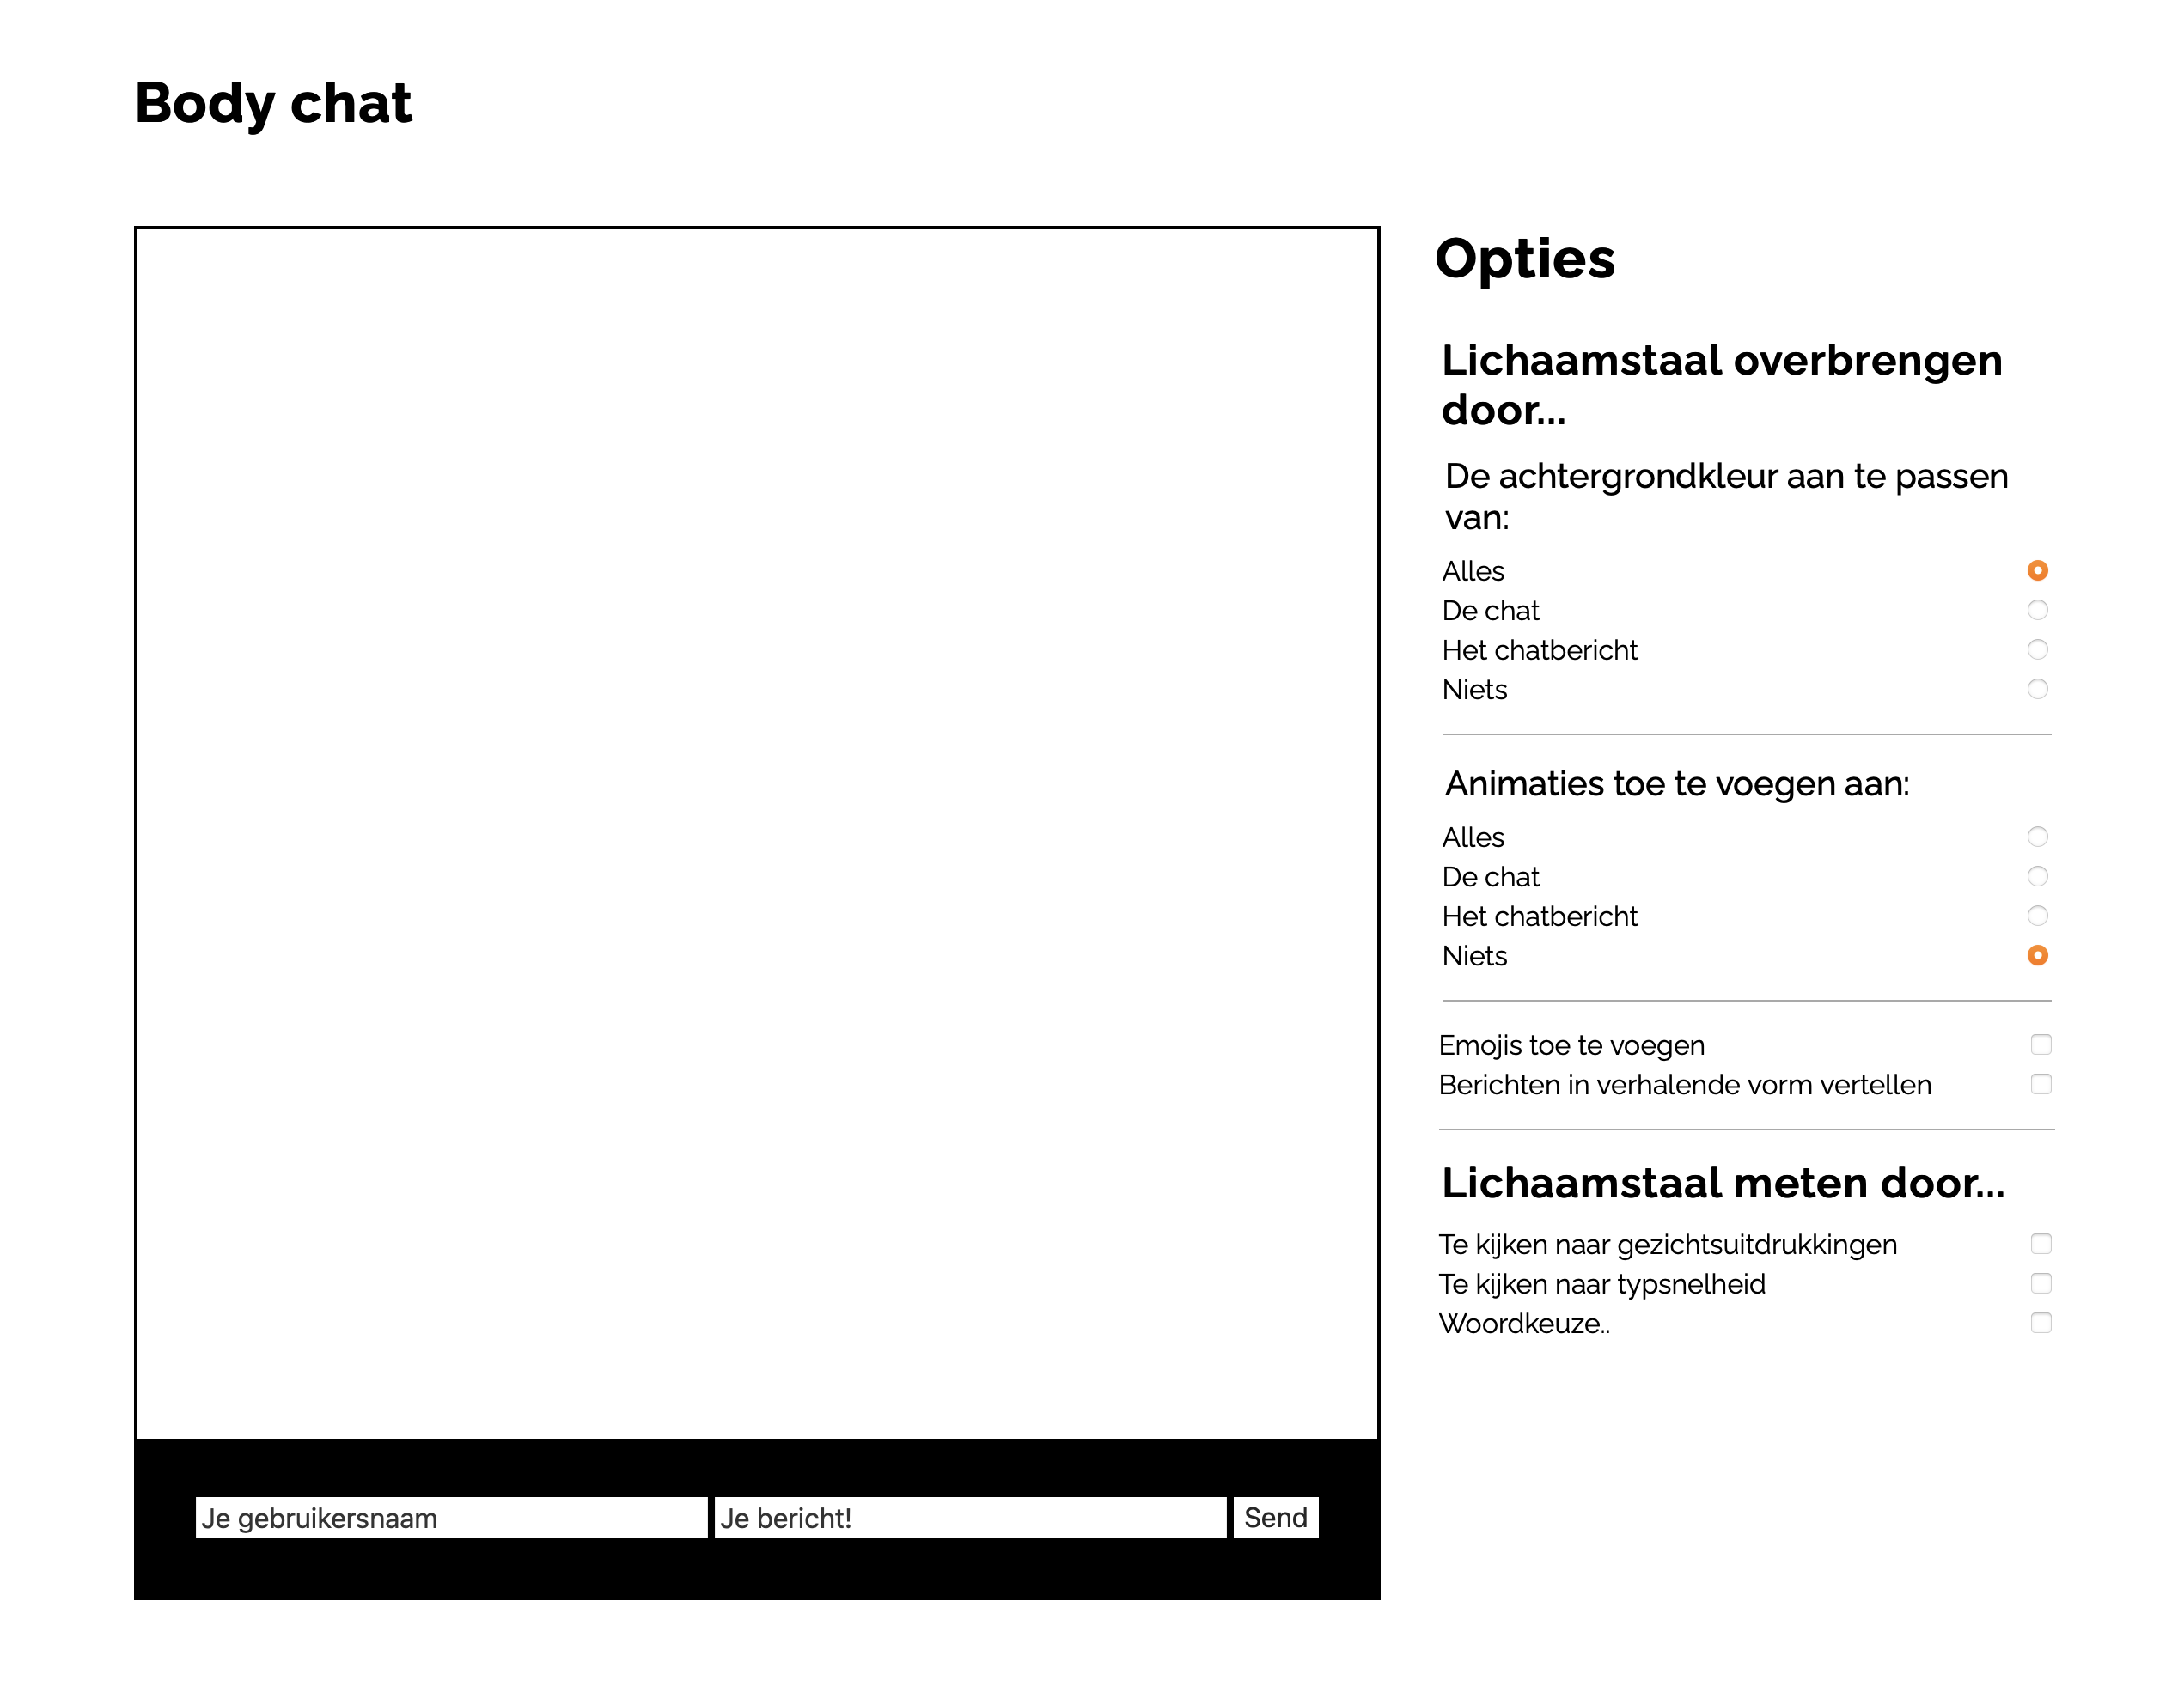 Body chat
Opties
Lichaamstaal overbrengen
door...
De achtergrondkleur aan te passen
van:
Alles
De chat
Het chatbericht
Niets
Animaties toe te voegen aan:
Alles
De chat
Het chatbericht
Niets
Emojis toe te voegen
Berichten in verhalende vorm vertellen
Lichaamstaal meten door...
Te kijken naar gezichtsuitdrukkingen
Te kijken naar typsnelheid
Woordkeuze..
Je gebruikersnaam
Je bericht!
Send